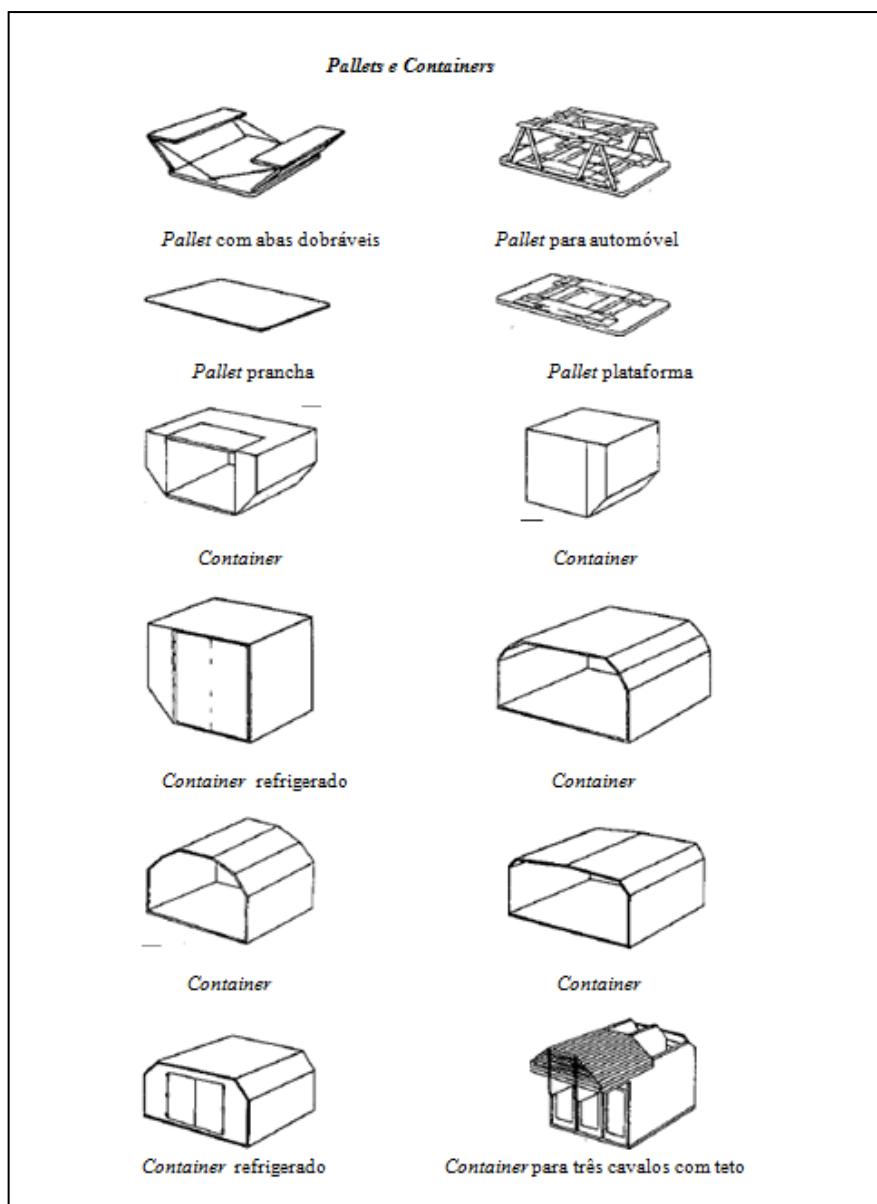 Pallets e Containers
Pallet com abas dobráveis
Pallet para automóvel
Pallet prancha
Pallet plataforma
Container
Container
Container refrigerado
Container
Container
Container
Container refrigerado
Container para três cavalos com teto